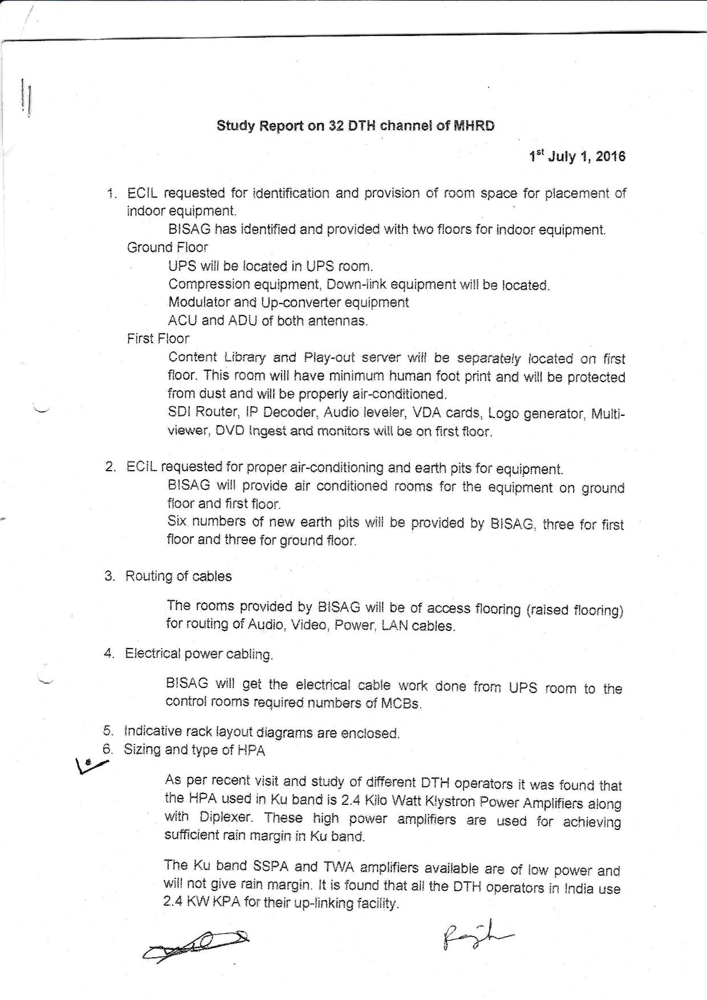 Study Report on 32 DTH channel of MHRD
1st July 1, 2016
1. ECIL requested for identification and provision of room space for placement of
indoor equipment.
BISAG has identified and provided with two floors for indoor equipment.
Ground Floor
UPS will be located in UPS room.
Compression equipment, Down-link equipment will be located.
Modulator and Up-converter equipment
ACU and ADU of both antennas.
First Floor
Content Library and Play-out server will be separately located on first
floor. This room will have minimum human foot print and will be protected
from dust and will be properly air-conditioned.
SDI Router, IP Decoder, Audio leveler, VDA cards, Logo generator, Multi-
viewer, DVD Ingest and monitors will be on first floor.
2. ECIL requested for proper air-conditioning and earth pits for equipment.
BISAG will provide air conditioned rooms for the equipment on ground
floor and first floor.
Six numbers of new earth pits will be provided by BISAG, three for first
floor and three for ground floor.
3. Routing of cables
The rooms provided by BISAG will be of access flooring (raised flooring)
for routing of Audio, Video, Power, LAN cables.
4. Electrical power cabling.
BISAG will get the electrical cable work done from UPS room to the
control rooms required numbers of MCBs.
5. Indicative rack layout diagrams are enclosed.
6. Sizing and type of HPA
As per recent visit and study of different DTH operators it was found that
the HPA used in Ku band is 2.4 Kilo Watt Klystron Power Amplifiers along
with Diplexer. These high power amplifiers are used for achieving
sufficient rain margin in Ku band.
The Ku band SSPA and TWA amplifiers available are of low power and
will not give rain margin. It is found that all the DTH operators in India use
2.4 KW KPA for their up-linking facility.